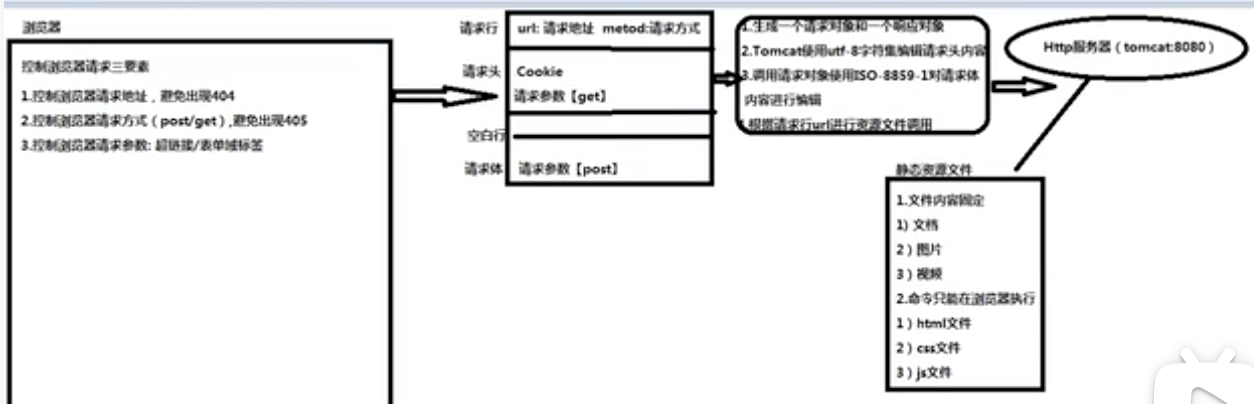 浏览器
控制浏览器请求三要素
1.控制浏览器请求地址，避免出现404
2.控制浏览器请求方式（post/get）,避免出现405
3.控制浏览器请求参数: 超链接/表单域标签
请求行
url: 请求地址 metod:请求方式
请求头
Cookie
请求参数【get】
空白行
请求体
请求参数【post】
1.生成一个请求对象和一个响应对象
2.Tomcat使用utf-8字符集编辑请求头内容
3.调用请求对象使用ISO-8859-1对请求体
内容进行编辑
根据请求行url进行资源文件调用
Http服务器（tomcat:8080）
静态资源文件
1.文件内容固定
1）文档
2）图片
3）视频
2.命令只能在浏览器执行
1）html文件
2）css文件
3）js文件